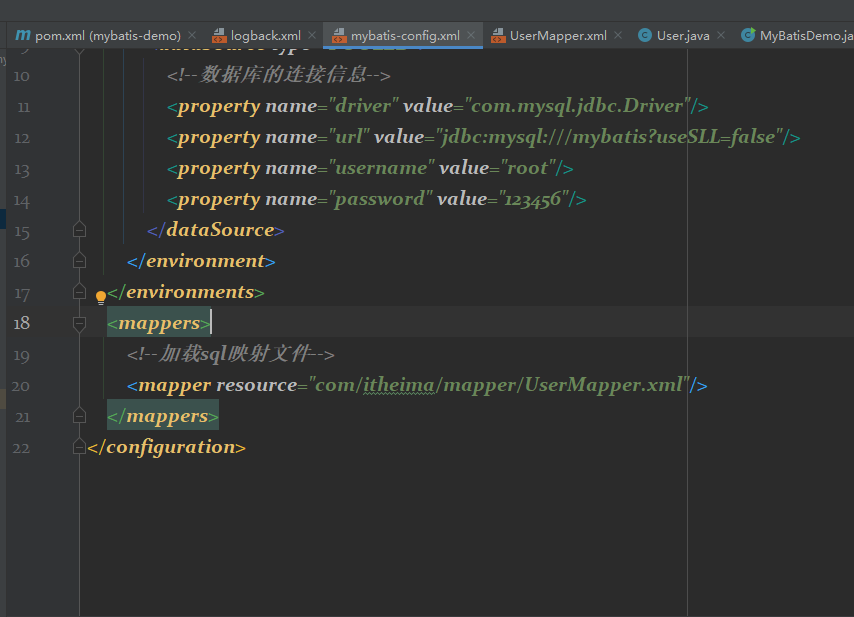 pom.xml (mybatis-demo)
logback.xml
mybatis-config.xml
UserMapper.xml
User.java
MyBatisDemo.ja
10 <!--数据库的连接信息-->
11 <property name="driver" value="com.mysql.jdbc.Driver"/>
12 <property name="url" value="jdbc:mysql:///mybatis?useSLL=false"/>
13 <property name="username" value="root"/>
14 <property name="password" value="123456"/>
15 </dataSource>
16 </environment>
17 </environments>
18 <mappers>
19 <!--加载sql映射文件-->
20 <mapper resource="com/itheima/mapper/UserMapper.xml"/>
21 </mappers>
22 </configuration>